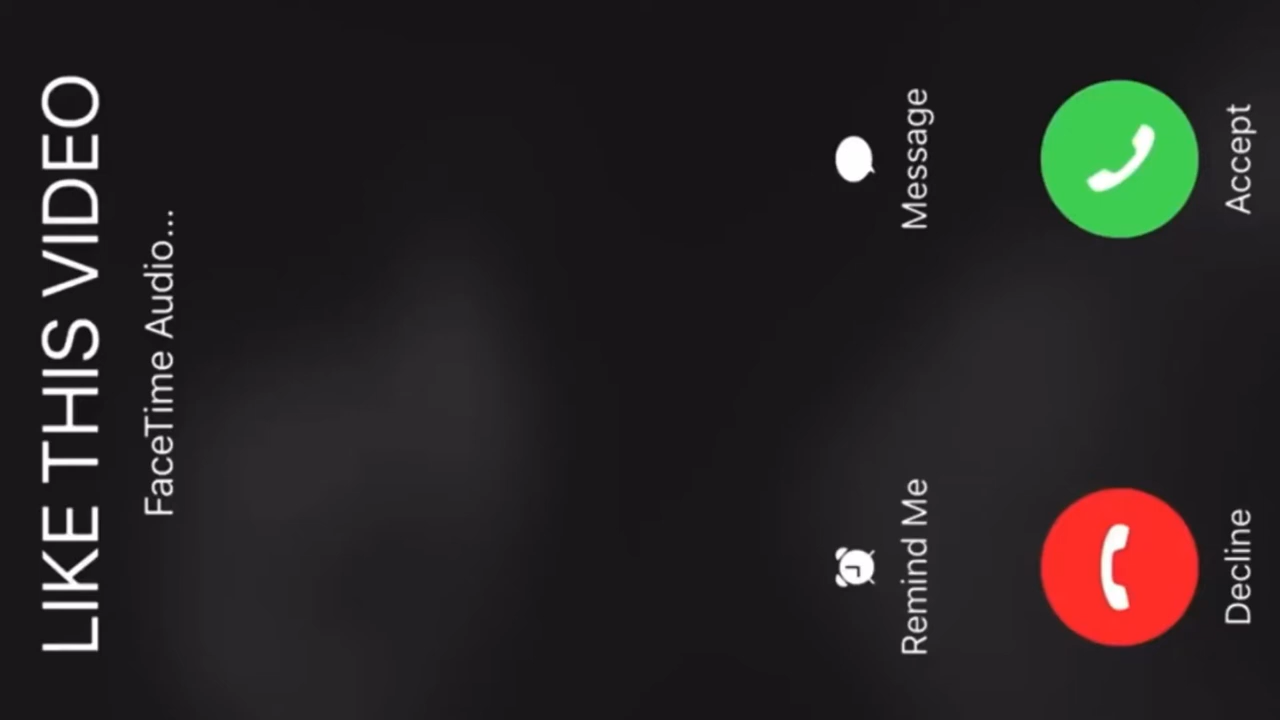 LIKE THIS VIDEO
FaceTime Audio...
Remind Me
Message
Decline
Accept